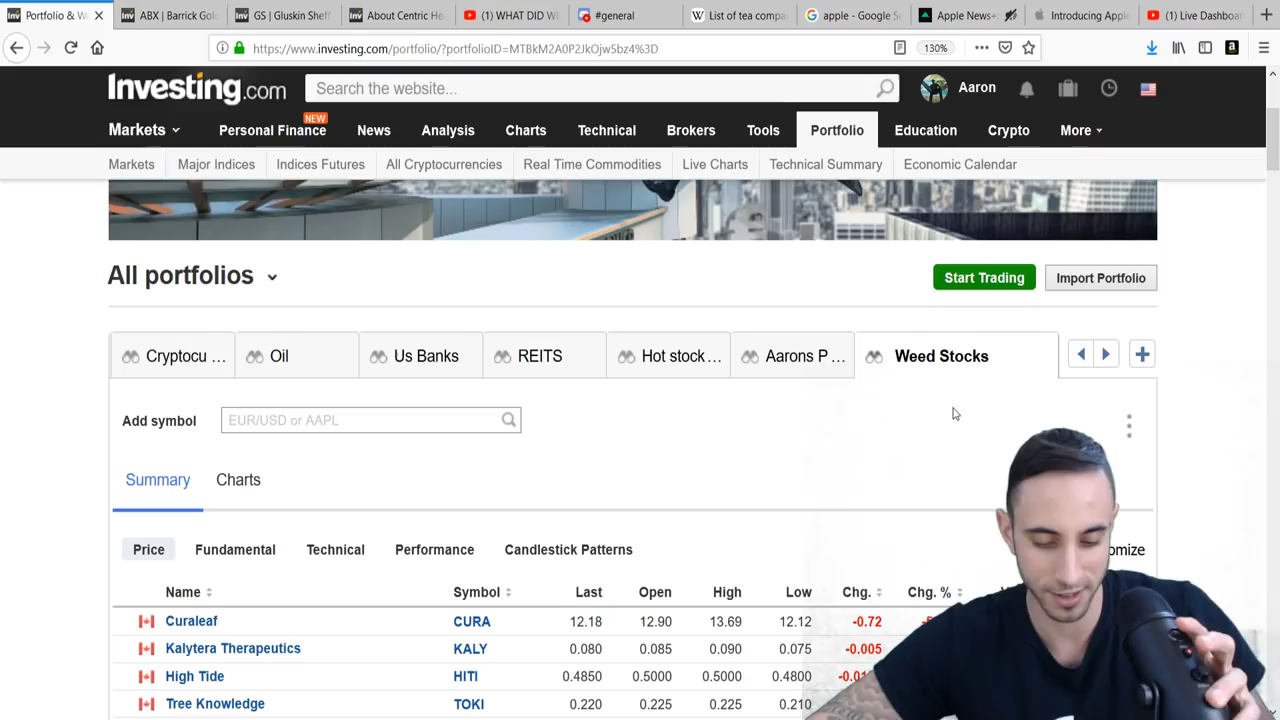 Portfolio & W
ABX | Barrick Gol
GS | Gluskin Sheff
About Centric He
(1) WHAT DID WI
#general
List of tea compa
apple - Google Se
Apple News+
Introducing Apple
(1) Live Dashboa
https://www.investing.com/portfolio/?portfolioID=MTBkM2A0P2JkOjw5bz4%3D
130%
Investing.com
Search the website...
Aaron
NEW
Markets
Personal Finance
News
Analysis
Charts
Technical
Brokers
Tools
Portfolio
Education
Crypto
More
Markets
Major Indices
Indices Futures
All Cryptocurrencies
Real Time Commodities
Live Charts
Technical Summary
Economic Calendar
All portfolios
Start Trading
Import Portfolio
Cryptocu ...
Oil
Us Banks
REITS
Hot stock ...
Aarons P ...
Weed Stocks
Add symbol
EUR/USD or AAPL
Summary
Charts
Price
Fundamental
Technical
Performance
Candlestick Patterns
omize
Name Symbol Last Open High Low Chg. Chg. %
Curaleaf CURA 12.18 12.90 13.69 12.12 -0.72
Kalytera Therapeutics KALY 0.080 0.085 0.090 0.075 -0.005
High Tide HITI 0.4850 0.5000 0.5000 0.4800
Tree Knowledge TOKI 0.220 0.225 0.225 0.210